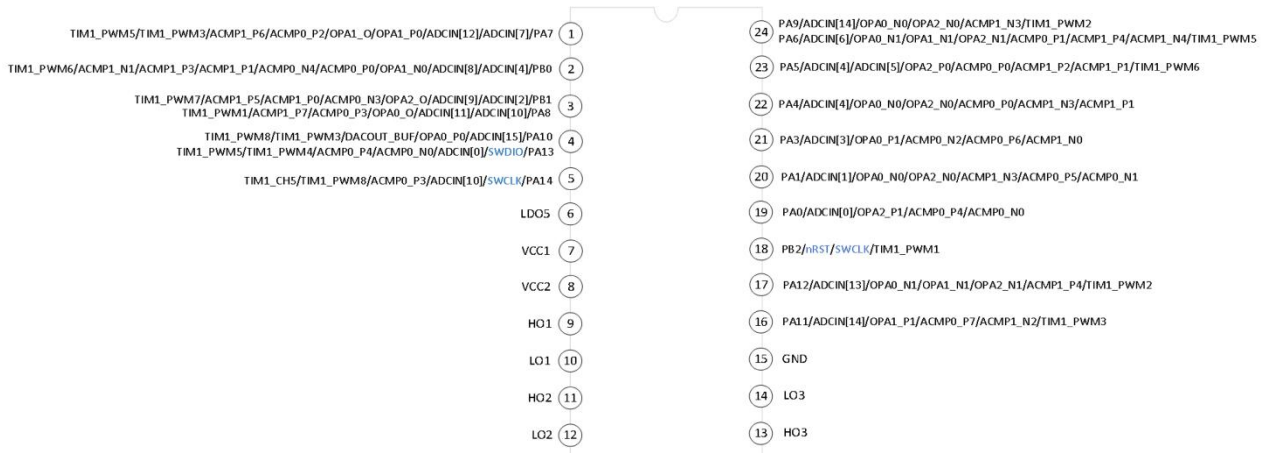 TIM1_PWM5/TIM1_PWM3/ACMP1_P6/ACMP0_P2/OPA1_O/OPA1_P0/ADCIN[12]/ADCIN[7]/PA7 1
TIM1_PWM6/ACMP1_N1/ACMP1_P3/ACMP1_P1/ACMP0_N4/ACMP0_P0/OPA1_N0/ADCIN[8]/ADCIN[4]/PB0 2
TIM1_PWM7/ACMP1_P5/ACMP1_P0/ACMP0_N3/OPA2_O/ADCIN[9]/ADCIN[2]/PB1
TIM1_PWM1/ACMP1_P7/ACMP0_P3/OPA0_O/ADCIN[11]/ADCIN[10]/PA8
3
TIM1_PWM8/TIM1_PWM3/DACOUT_BUF/OPA0_P0/ADCIN[15]/PA10
TIM1_PWM5/TIM1_PWM4/ACMP0_P4/ACMP0_N0/ADCIN[0]/SWDIO/PA13
4
TIM1_CH5/TIM1_PWM8/ACMP0_P3/ADCIN[10]/SWCLK/PA14 5
LDO5 6
VCC1 7
VCC2 8
HO1 9
LO1 10
HO2 11
LO2 12
24
PA9/ADCIN[14]/OPA0_N0/OPA2_N0/ACMP1_N3/TIM1_PWM2
PA6/ADCIN[6]/OPA0_N1/OPA1_N1/OPA2_N1/ACMP0_P1/ACMP1_P4/ACMP1_N4/TIM1_PWM5
23 PA5/ADCIN[4]/ADCIN[5]/OPA2_P0/ACMP0_P0/ACMP1_P2/ACMP1_P1/TIM1_PWM6
22 PA4/ADCIN[4]/OPA0_N0/OPA2_N0/ACMP0_P0/ACMP1_N3/ACMP1_P1
21 PA3/ADCIN[3]/OPA0_P1/ACMP0_N2/ACMP0_P6/ACMP1_N0
20 PA1/ADCIN[1]/OPA0_N0/OPA2_N0/ACMP1_N3/ACMP0_P5/ACMP0_N1
19 PA0/ADCIN[0]/OPA2_P1/ACMP0_P4/ACMP0_N0
18 PB2/nRST/SWCLK/TIM1_PWM1
17 PA12/ADCIN[13]/OPA0_N1/OPA1_N1/OPA2_N1/ACMP1_P4/TIM1_PWM2
16 PA11/ADCIN[14]/OPA1_P1/ACMP0_P7/ACMP1_N2/TIM1_PWM3
15 GND
14 LO3
13 HO3